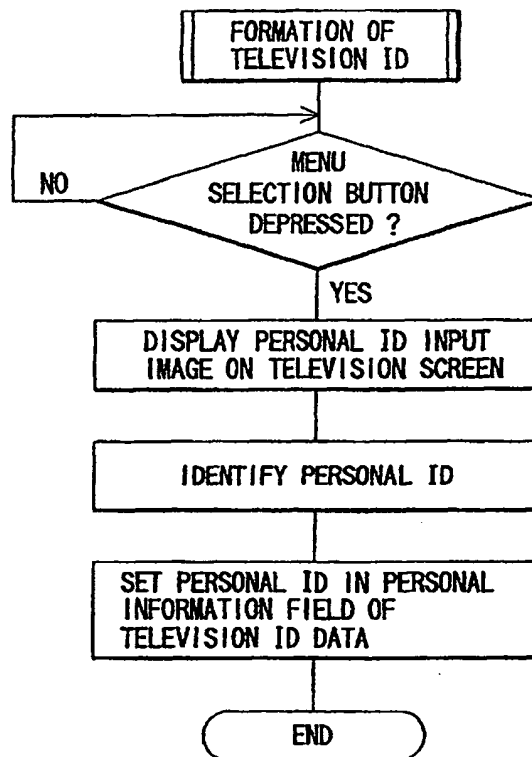 FORMATION OF
TELEVISION ID
MENU
SELECTION BUTTON
DEPRESSED ?
NO
YES
DISPLAY PERSONAL ID INPUT
IMAGE ON TELEVISION SCREEN
IDENTIFY PERSONAL ID
SET PERSONAL ID IN PERSONAL
INFORMATION FIELD OF
TELEVISION ID DATA
END